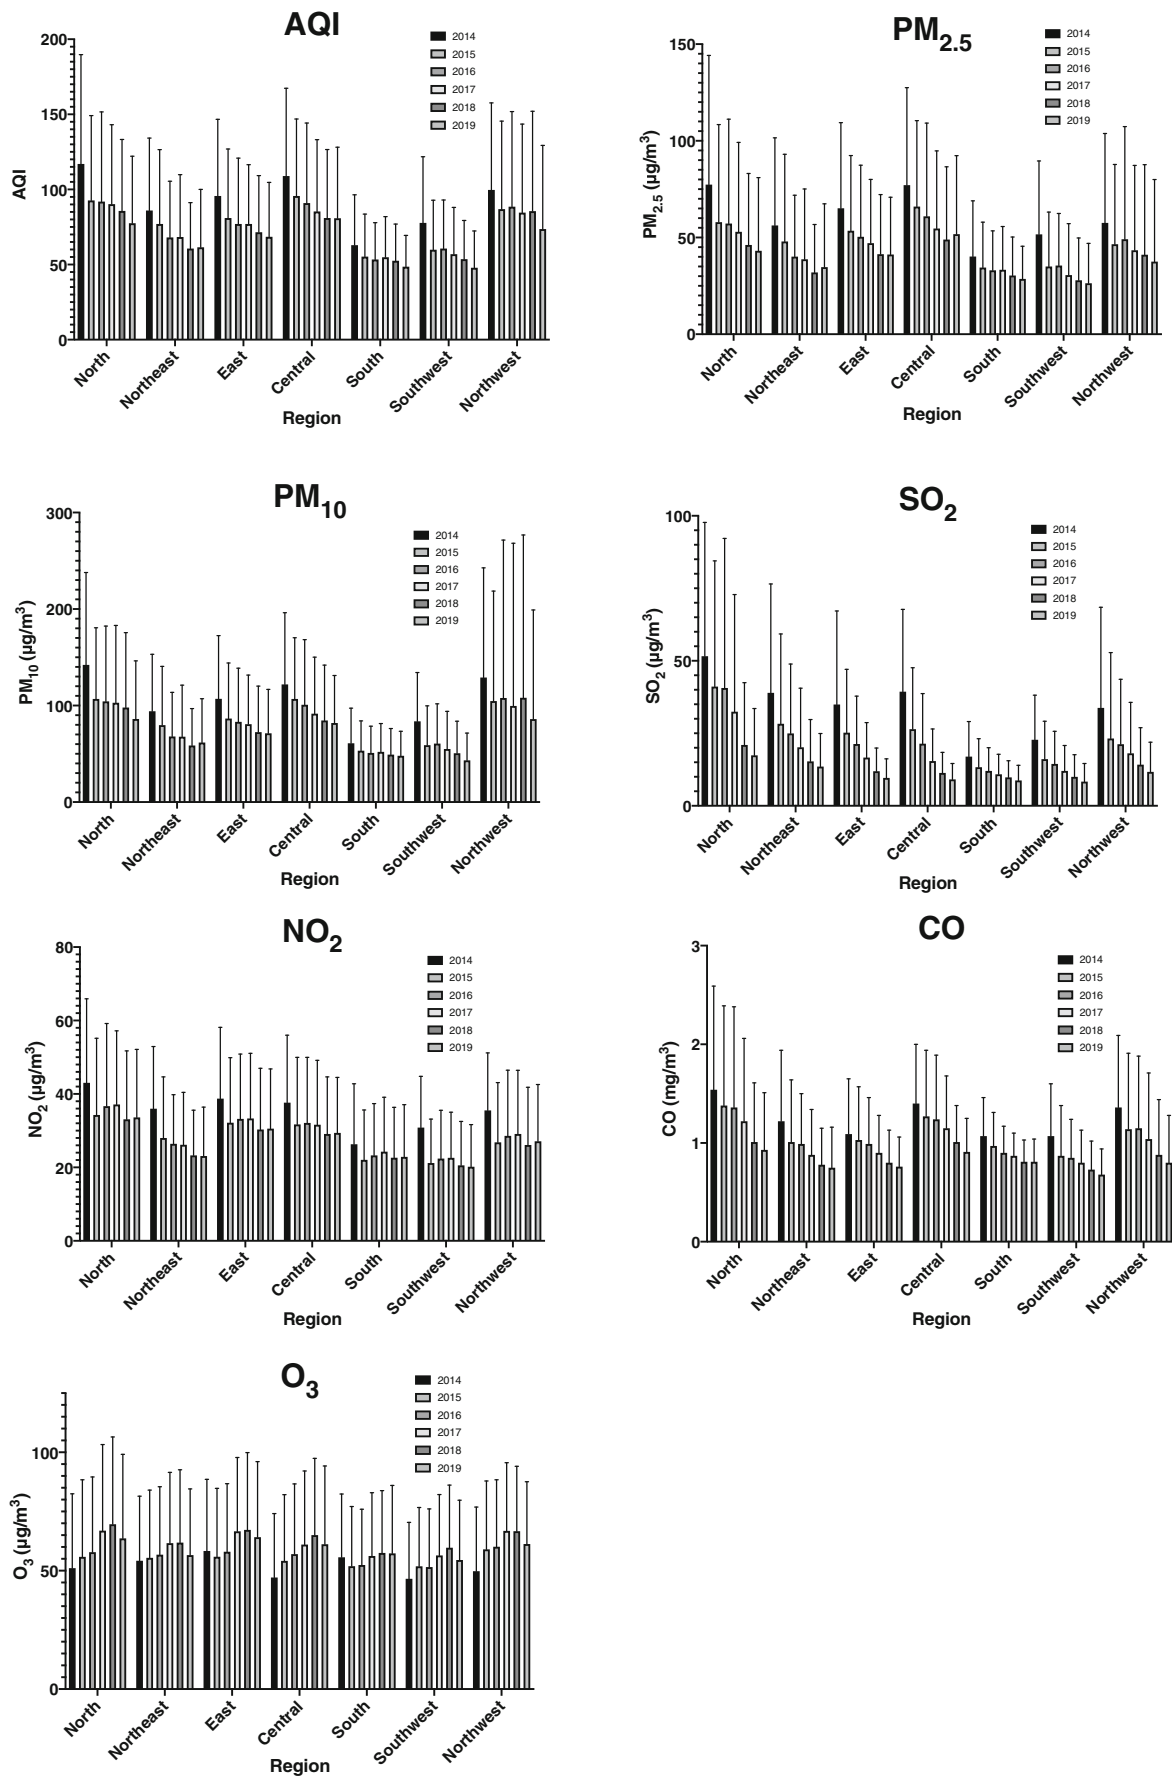 AQI
2014
2015
2016
2017
2018
2019
200
150
100
50
0
AQI
North
Northeast
East
Central
South
Southwest
Northwest
Region
PM2.5
2014
2015
2016
2017
2018
2019
150
100
50
0
PM2.5 (µg/m³)
North
Northeast
East
Central
South
Southwest
Northwest
Region
PM10
2014
2015
2016
2017
2018
2019
300
200
100
0
PM10 (µg/m³)
North
Northeast
East
Central
South
Southwest
Northwest
Region
SO2
2014
2015
2016
2017
2018
2019
100
50
0
SO2 (µg/m³)
North
Northeast
East
Central
South
Southwest
Northwest
Region
NO2
2014
2015
2016
2017
2018
2019
80
60
40
20
0
NO2 (µg/m³)
North
Northeast
East
Central
South
Southwest
Northwest
Region
CO
2014
2015
2016
2017
2018
2019
3
2
1
0
CO (mg/m³)
North
Northeast
East
Central
South
Southwest
Northwest
Region
O3
2014
2015
2016
2017
2018
2019
100
50
0
O3 (µg/m³)
North
Northeast
East
Central
South
Southwest
Northwest
Region